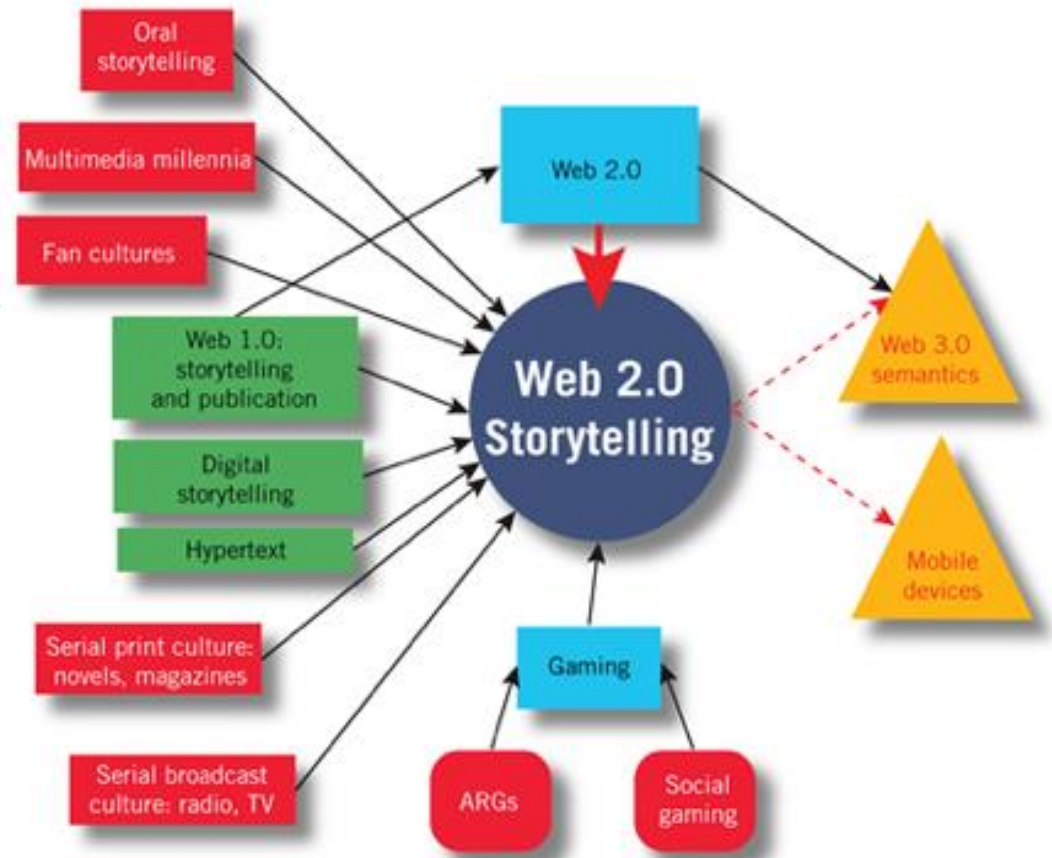 Oral
storytelling
Multimedia millennia
Web 2.0
Fan cultures
Web 1.0:
storytelling
and publication
Web 3.0
semantics
Web 2.0
Storytelling
Digital
storytelling
Hypertext
Mobile
devices
Serial print culture:
novels, magazines
Gaming
Serial broadcast
culture: radio, TV
ARGs
Social
gaming